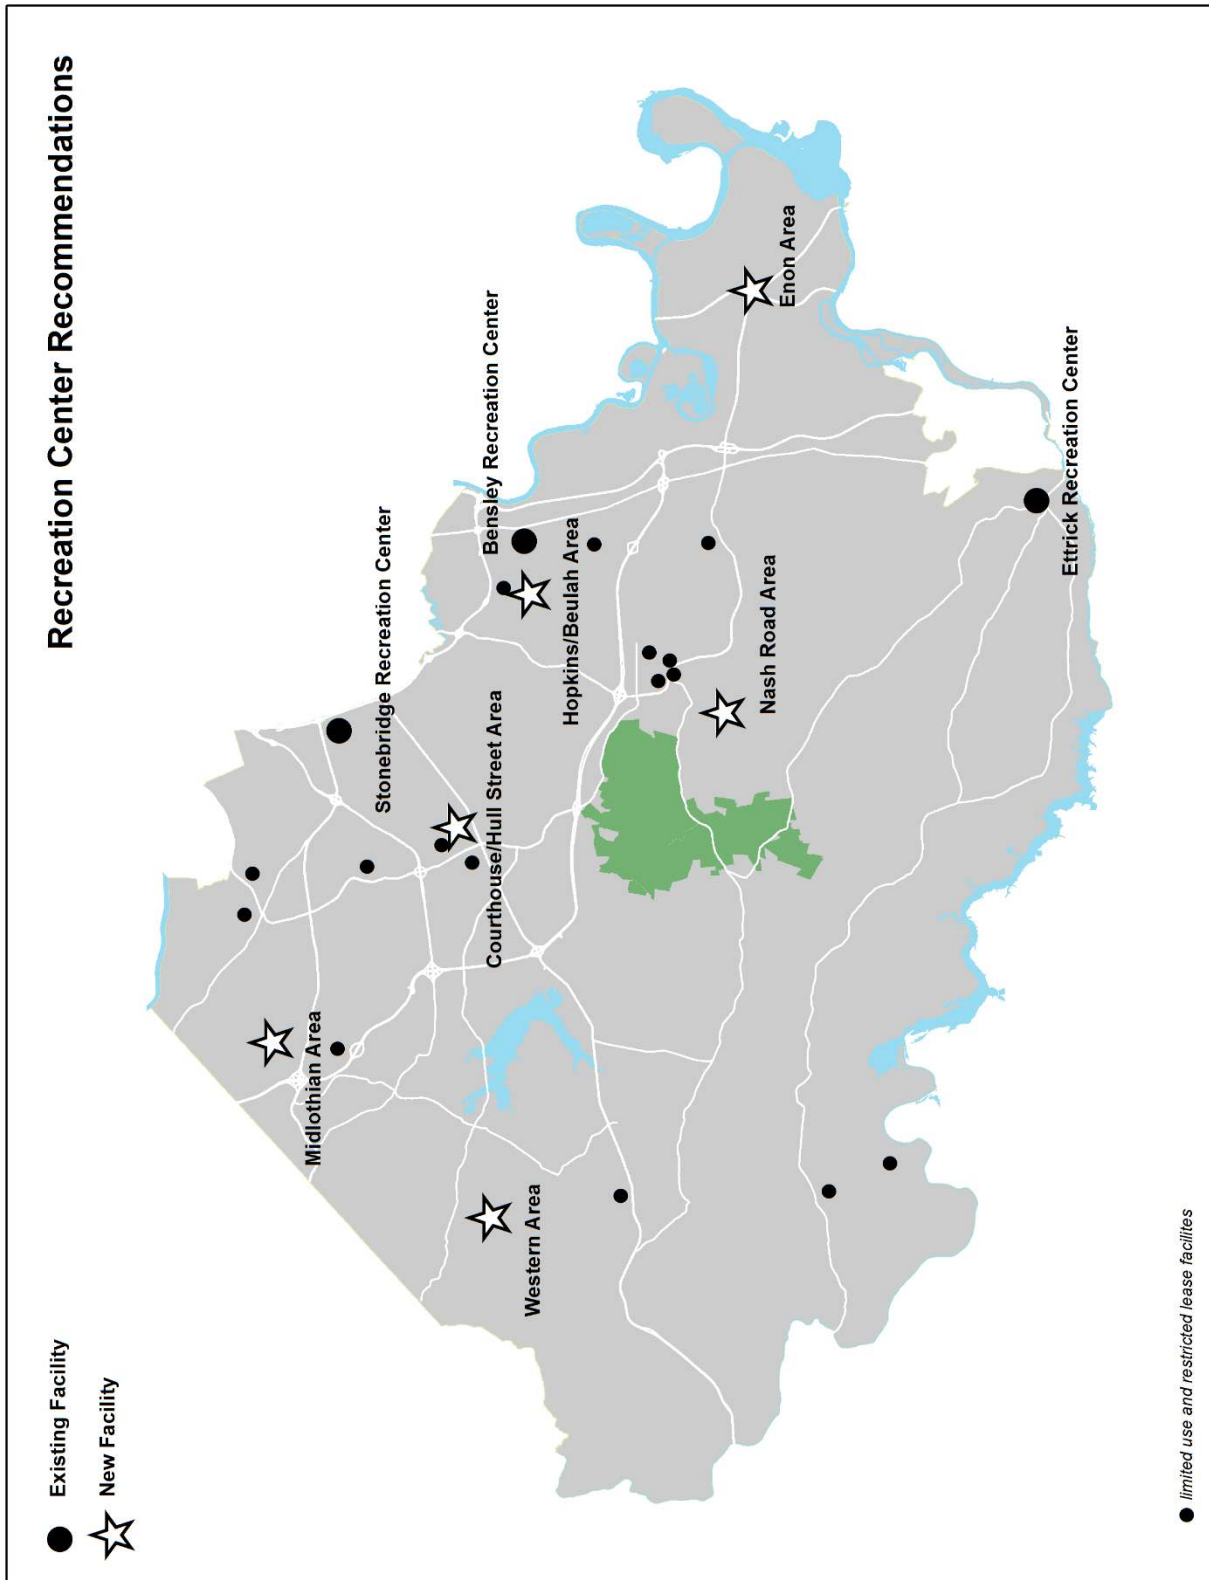 Recreation Center Recommendations
Existing Facility
New Facility
Midlothian Area
Stonebridge Recreation Center
Bensley Recreation Center
Courthouse/Hull Street Area
Hopkins/Beulah Area
Western Area
Nash Road Area
Enon Area
Ettrick Recreation Center
limited use and restricted lease facilites